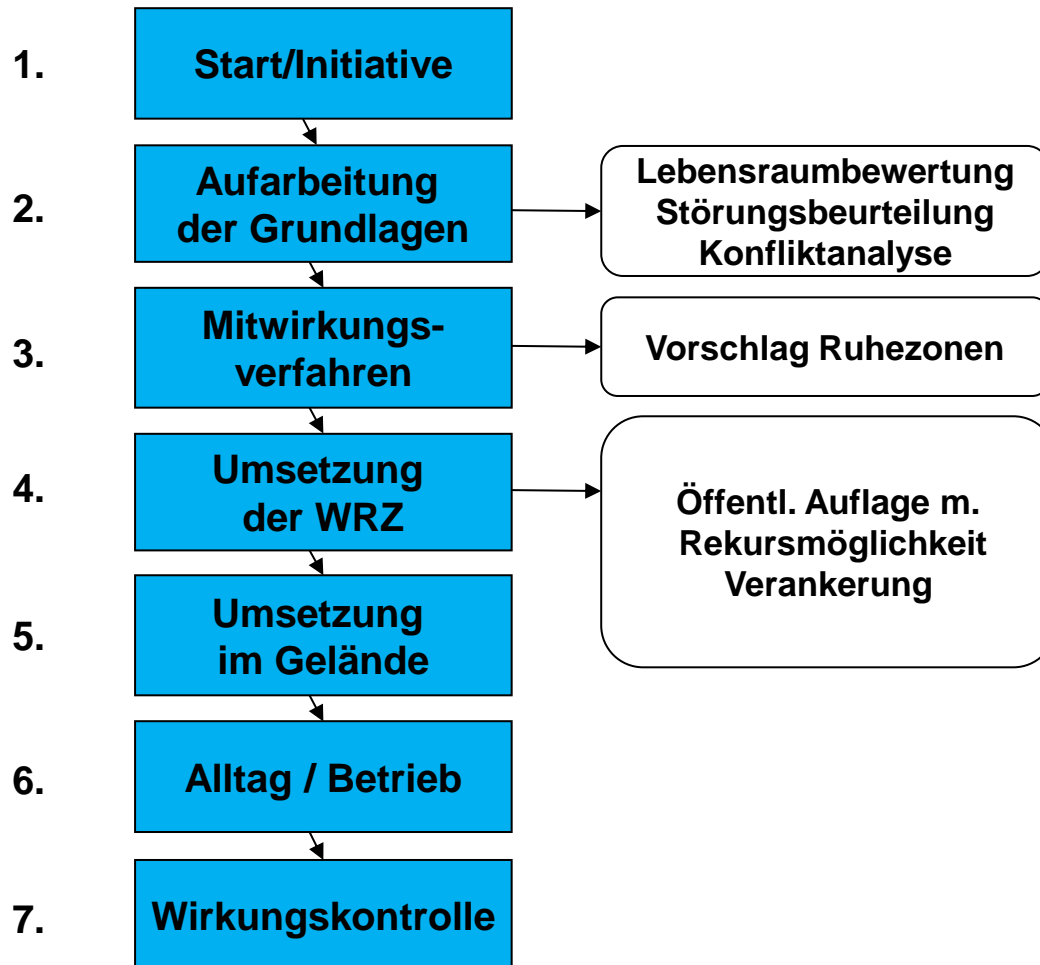 1.
Start/Initiative
2.
Aufarbeitung
der Grundlagen
Lebensraumbewertung
Störungsbeurteilung
Konfliktanalyse
3.
Mitwirkungs-
verfahren
Vorschlag Ruhezonen
4.
Umsetzung
der WRZ
Öffentl. Auflage m.
Rekursmöglichkeit
Verankerung
5.
Umsetzung
im Gelände
6.
Alltag / Betrieb
7.
Wirkungskontrolle